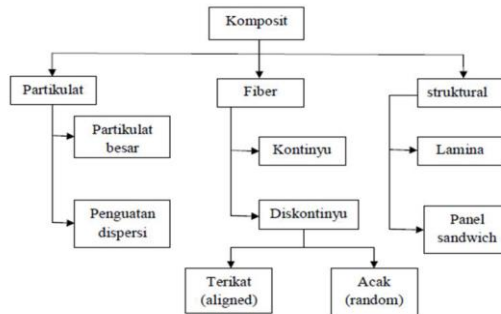 Komposit
Partikulat
Fiber
struktural
Partikulat
besar
Kontinyu
Lamina
Penguatan
dispersi
Diskontinyu
Panel
sandwich
Terikat
(aligned)
Acak
(random)